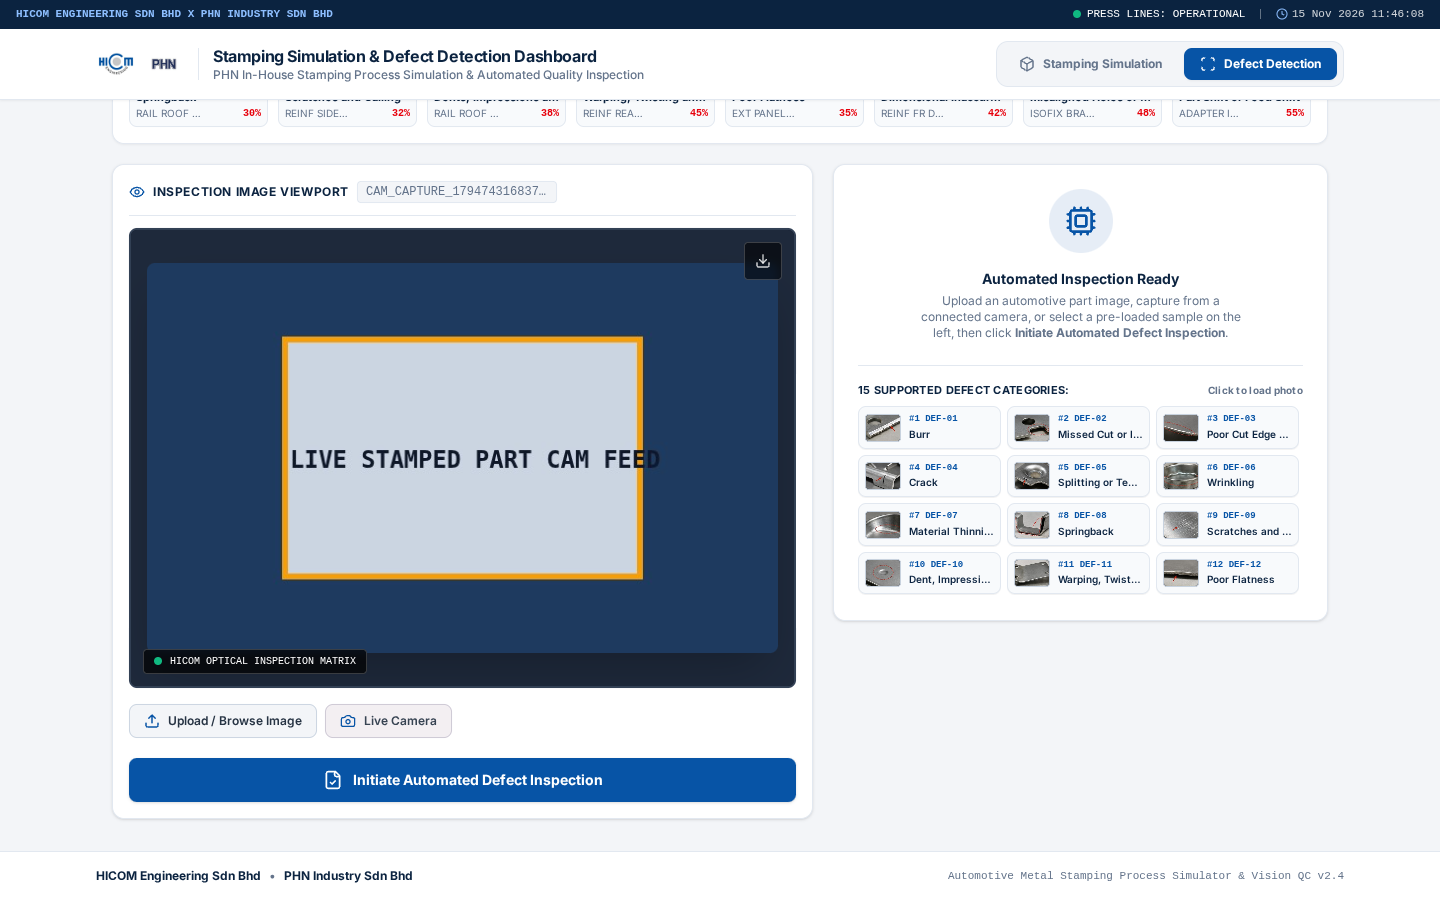 HICOM ENGINEERING SDN BHD X PHN INDUSTRY SDN BHD
PRESS LINES: OPERATIONAL | 15 Nov 2026 11:46:08
HICOM
PHN
Stamping Simulation & Defect Detection Dashboard
PHN In-House Stamping Process Simulation & Automated Quality Inspection
Stamping Simulation
Defect Detection
RAIL ROOF ... 30%
REINF SIDE... 32%
RAIL ROOF ... 38%
REINF REA... 45%
EXT PANEL... 35%
REINF FR D... 42%
ISOFIX BRA... 48%
ADAPTER I... 55%
INSPECTION IMAGE VIEWPORT
CAM_CAPTURE_179474316837…
LIVE STAMPED PART CAM FEED
HICOM OPTICAL INSPECTION MATRIX
Upload / Browse Image
Live Camera
Initiate Automated Defect Inspection
Automated Inspection Ready
Upload an automotive part image, capture from a
connected camera, or select a pre-loaded sample on the
left, then click Initiate Automated Defect Inspection.
15 SUPPORTED DEFECT CATEGORIES:
Click to load photo
#1 DEF-01
Burr
#2 DEF-02
Missed Cut or I...
#3 DEF-03
Poor Cut Edge ...
#4 DEF-04
Crack
#5 DEF-05
Splitting or Te...
#6 DEF-06
Wrinkling
#7 DEF-07
Material Thinni...
#8 DEF-08
Springback
#9 DEF-09
Scratches and ...
#10 DEF-10
Dent, Impressi...
#11 DEF-11
Warping, Twist...
#12 DEF-12
Poor Flatness
HICOM Engineering Sdn Bhd • PHN Industry Sdn Bhd
Automotive Metal Stamping Process Simulator & Vision QC v2.4